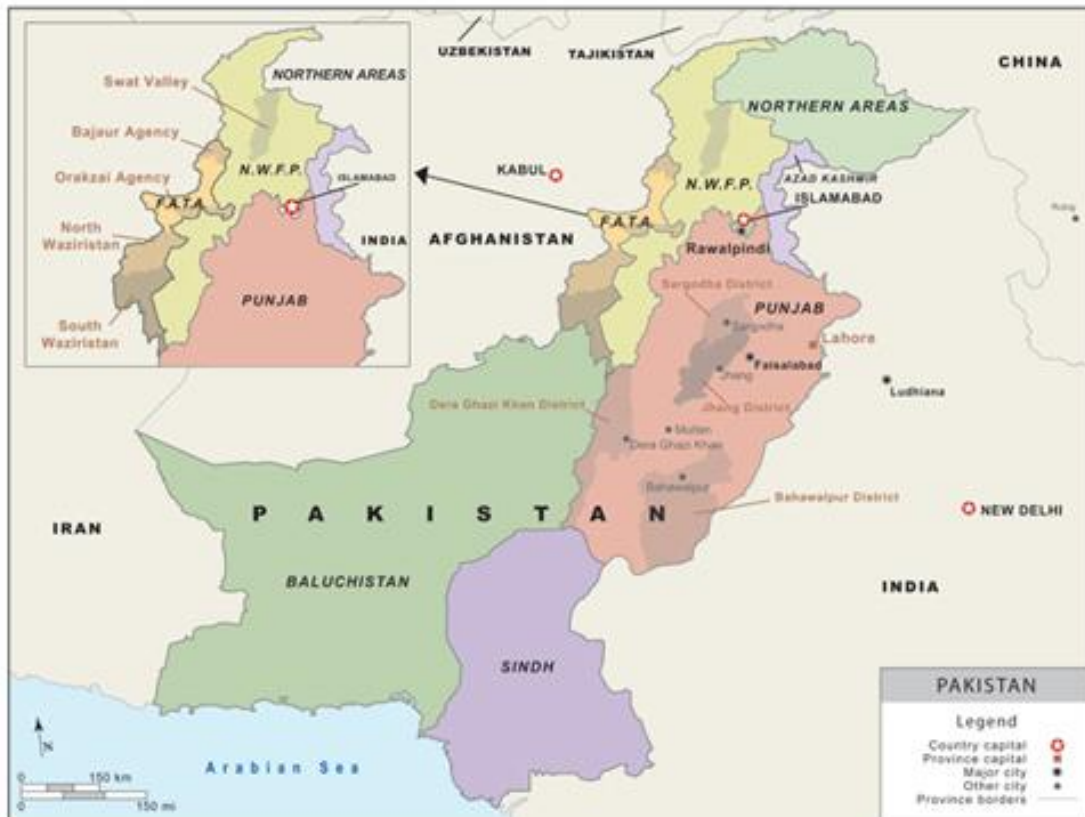 Swat Valley
Bajaur Agency
Orakzai Agency
F.A.T.A.
North
Waziristan
South
Waziristan
NORTHERN AREAS
N.W.F.P.
ISLAMABAD
INDIA
PUNJAB
UZBEKISTAN
TAJIKISTAN
CHINA
NORTHERN AREAS
KABUL
N.W.F.P.
AZAD KASHMIR
ISLAMABAD
F.A.T.A.
AFGHANISTAN
Rawalpindi
Sargodha District
PUNJAB
Sargodha
Lahore
Faisalabad
Jhang
Ludhiana
Jhang District
Dera Ghazi Khan District
Multan
Dera Ghazi Khan
Bahawalpur
Bahawalpur District
PAKISTAN
NEW DELHI
IRAN
BALUCHISTAN
INDIA
SINDH
Arabian Sea
N
0 150 km
0 150 mi
PAKISTAN
Legend
Country capital
Province capital
Major city
Other city
Province borders